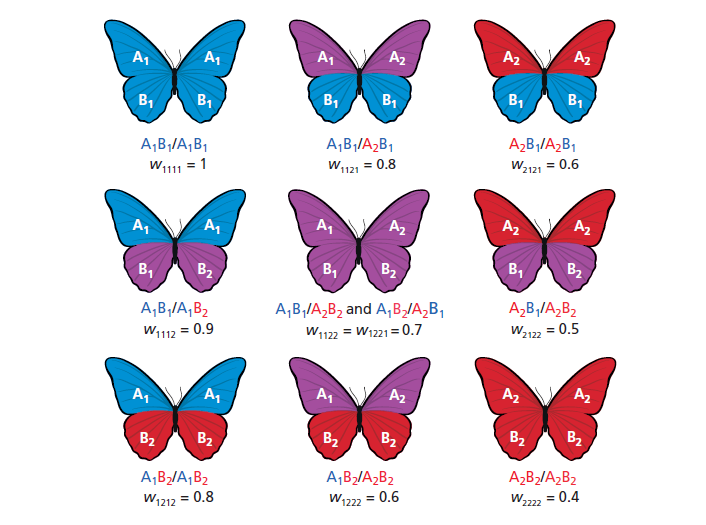 A₁ A₁ A₁ A₂ A₂ A₂
B₁ B₁ B₁ B₁ B₁ B₁
A₁B₁/A₁B₁ A₁B₁/A₂B₁ A₂B₁/A₂B₁
w₁₁₁₁ = 1 w₁₁₂₁ = 0.8 w₂₁₂₁ = 0.6
A₁ A₁ A₁ A₂ A₂ A₂
B₁ B₂ B₁ B₂ B₁ B₂
A₁B₁/A₁B₂ A₁B₁/A₂B₂ and A₁B₂/A₂B₁ A₂B₁/A₂B₂
w₁₁₁₂ = 0.9 w₁₁₂₂ = w₁₂₂₁ = 0.7 w₂₁₂₂ = 0.5
A₁ A₁ A₁ A₂ A₂ A₂
B₂ B₂ B₂ B₂ B₂ B₂
A₁B₂/A₁B₂ A₁B₂/A₂B₂ A₂B₂/A₂B₂
w₁₂₁₂ = 0.8 w₁₂₂₂ = 0.6 w₂₂₂₂ = 0.4